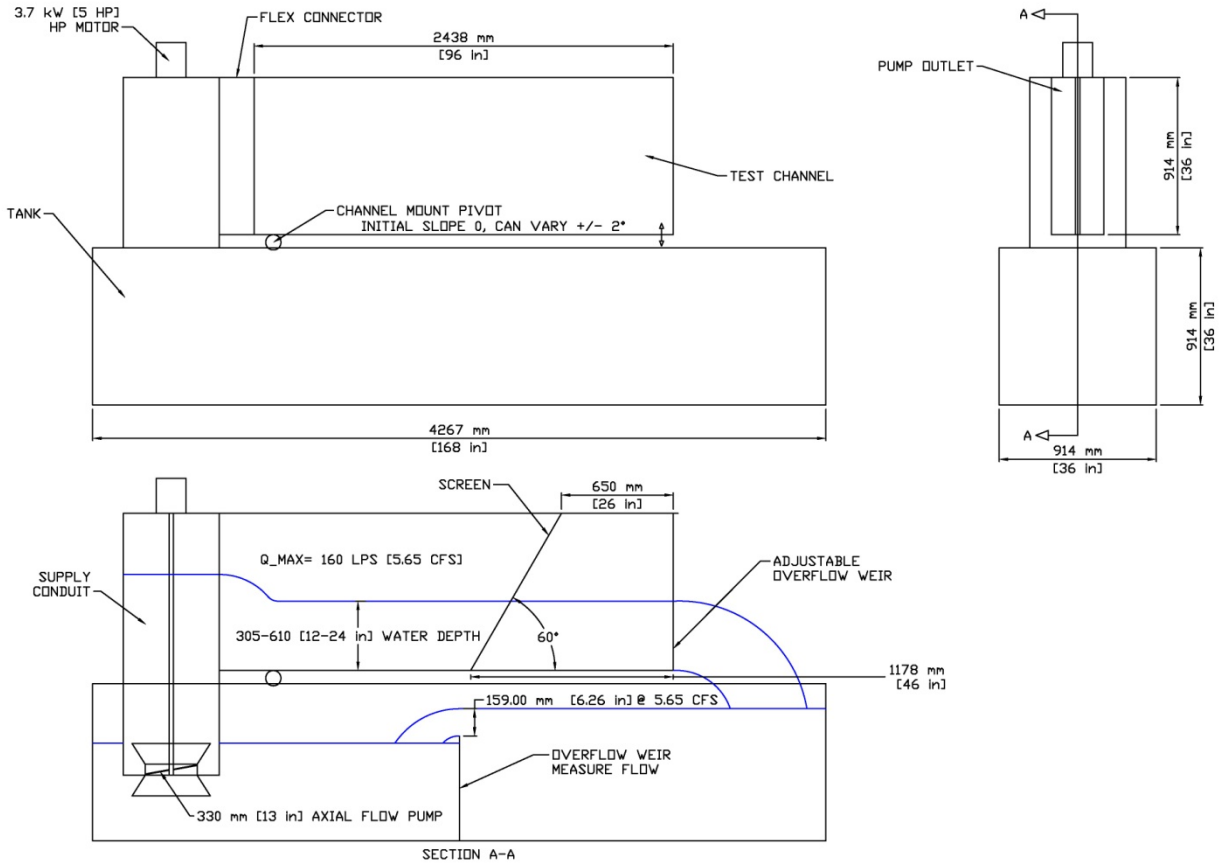 3.7 kW [5 HP]
HP MOTOR
FLEX CONNECTOR
2438 mm
[96 in]
TEST CHANNEL
CHANNEL MOUNT PIVOT
INITIAL SLOPE 0, CAN VARY +/- 2°
TANK
4267 mm
[168 in]
A
PUMP OUTLET
914 mm
[36 in]
914 mm
[36 in]
A
914 mm
[36 in]
SCREEN
650 mm
[26 in]
Q_MAX= 160 LPS [5.65 CFS]
SUPPLY
CONDUIT
ADJUSTABLE
OVERFLOW WEIR
305-610 [12-24 in] WATER DEPTH
60°
1178 mm
[46 in]
159.00 mm [6.26 in] @ 5.65 CFS
OVERFLOW WEIR
MEASURE FLOW
330 mm [13 in] AXIAL FLOW PUMP
SECTION A-A